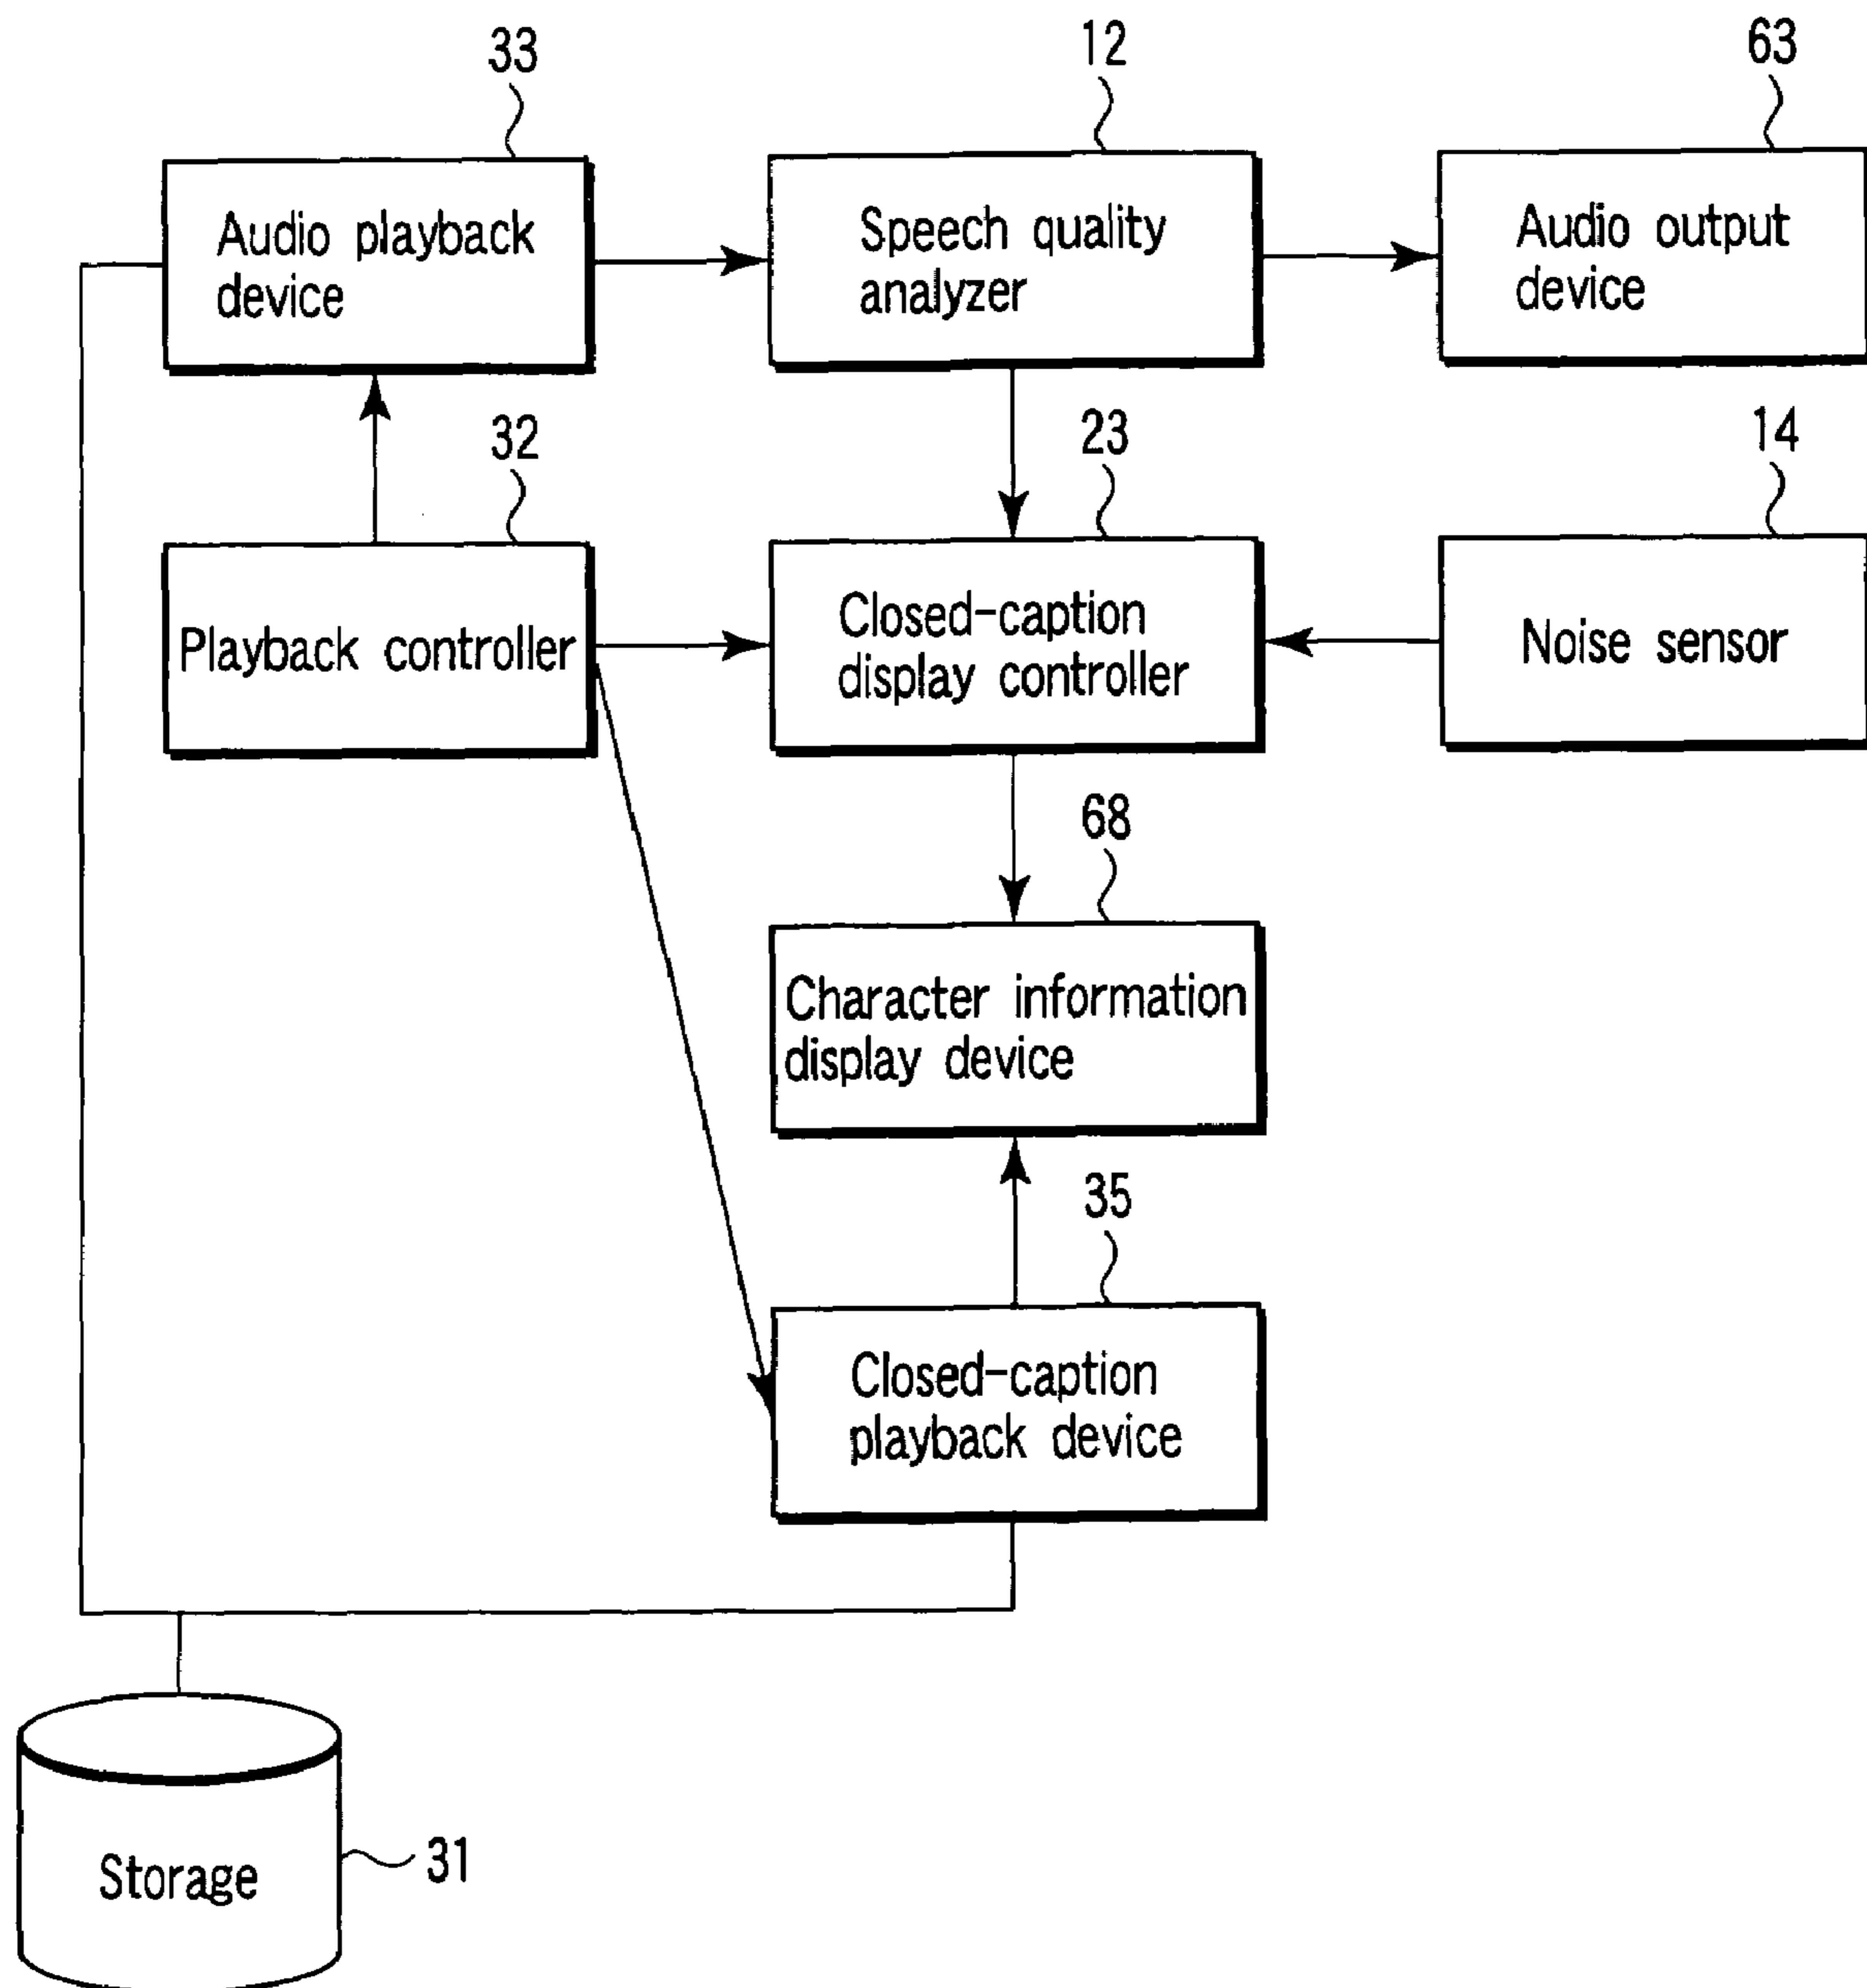 33
12
63
Audio playback
device
Speech quality
analyzer
Audio output
device
32
23
14
Playback controller
Closed-caption
display controller
Noise sensor
68
Character information
display device
35
Closed-caption
playback device
Storage
31